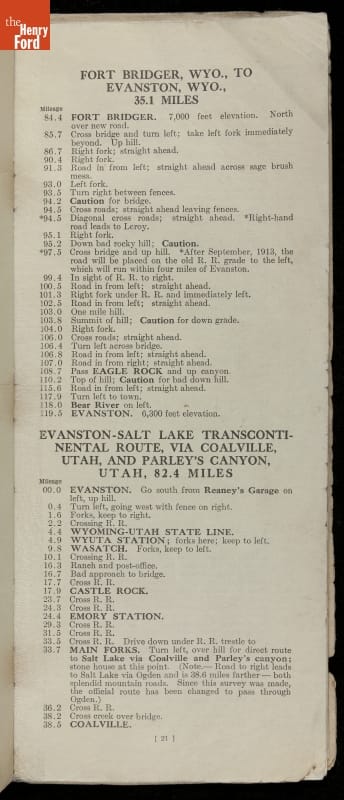 the
Henry
Ford
FORT BRIDGER, WYO., TO
EVANSTON, WYO.,
35.1 MILES
Mileage
84.4 FORT BRIDGER. 7,000 feet elevation. North
over new road.
85.7 Cross bridge and turn left; take left fork immediately
beyond. Up hill.
86.7 Right fork; straight ahead.
90.4 Right fork.
91.3 Road in from left; straight ahead across sage brush
mesa.
93.0 Left fork.
93.5 Turn right between fences.
94.2 Caution for bridge.
94.5 Cross roads; straight ahead leaving fences.
*94.5 Diagonal cross roads; straight ahead. *Right-hand
road leads to Leroy.
95.1 Right fork.
95.2 Down bad rocky hill; Caution.
*97.5 Cross bridge and up hill. *After September, 1913, the
road will be placed on the old R. R. grade to the left,
which will run within four miles of Evanston.
99.4 In sight of R. R. to right.
100.5 Road in from left; straight ahead.
101.3 Right fork under R. R. and immediately left.
102.5 Road in from left; straight ahead.
103.0 One mile hill.
103.8 Summit of hill; Caution for down grade.
104.0 Right fork.
106.0 Cross roads; straight ahead.
106.4 Turn left across bridge.
106.8 Road in from left; straight ahead.
107.0 Road in from right; straight ahead.
108.7 Pass EAGLE ROCK and up canyon.
110.2 Top of hill; Caution for bad down hill.
115.6 Road in from left; straight ahead.
117.9 Turn left to town.
118.0 Bear River on left.
119.5 EVANSTON. 6,300 feet elevation.
EVANSTON-SALT LAKE TRANSCONTI-
NENTAL ROUTE, VIA COALVILLE,
UTAH, AND PARLEY'S CANYON,
UTAH, 82.4 MILES
Mileage
00.0 EVANSTON. Go south from Reaney's Garage on
left, up hill.
0.4 Turn left, going west with fence on right.
1.6 Forks, keep to right.
2.2 Crossing R. R.
4.4 WYOMING-UTAH STATE LINE.
4.9 WYUTA STATION; forks here; keep to left.
9.8 WASATCH. Forks, keep to left.
10.1 Crossing R. R.
16.3 Ranch and post-office.
16.7 Bad approach to bridge.
17.7 Cross R. R.
17.9 CASTLE ROCK.
23.7 Cross R. R.
24.3 Cross R. R.
24.4 EMORY STATION.
29.3 Cross R. R.
31.5 Cross R. R.
33.5 Cross R. R. Drive down under R. R. trestle to
33.7 MAIN FORKS. Turn left, over hill for direct route
to Salt Lake via Coalville and Parley's canyon;
stone house at this point. (Note.—Road to right leads
to Salt Lake via Ogden and is 38.6 miles farther—both
splendid mountain roads. Since this survey was made,
the official route has been changed to pass through
Ogden.)
36.2 Cross R. R.
38.2 Cross creek over bridge.
38.5 COALVILLE.
[ 21 ]